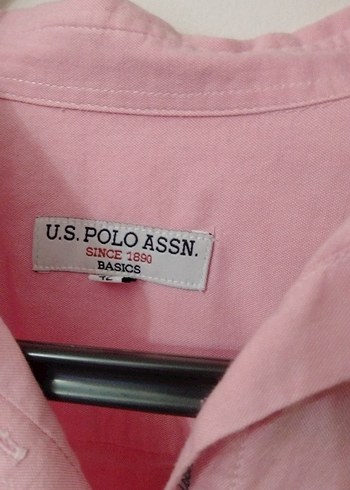 U.S. POLO ASSN.
SINCE 1890
BASICS